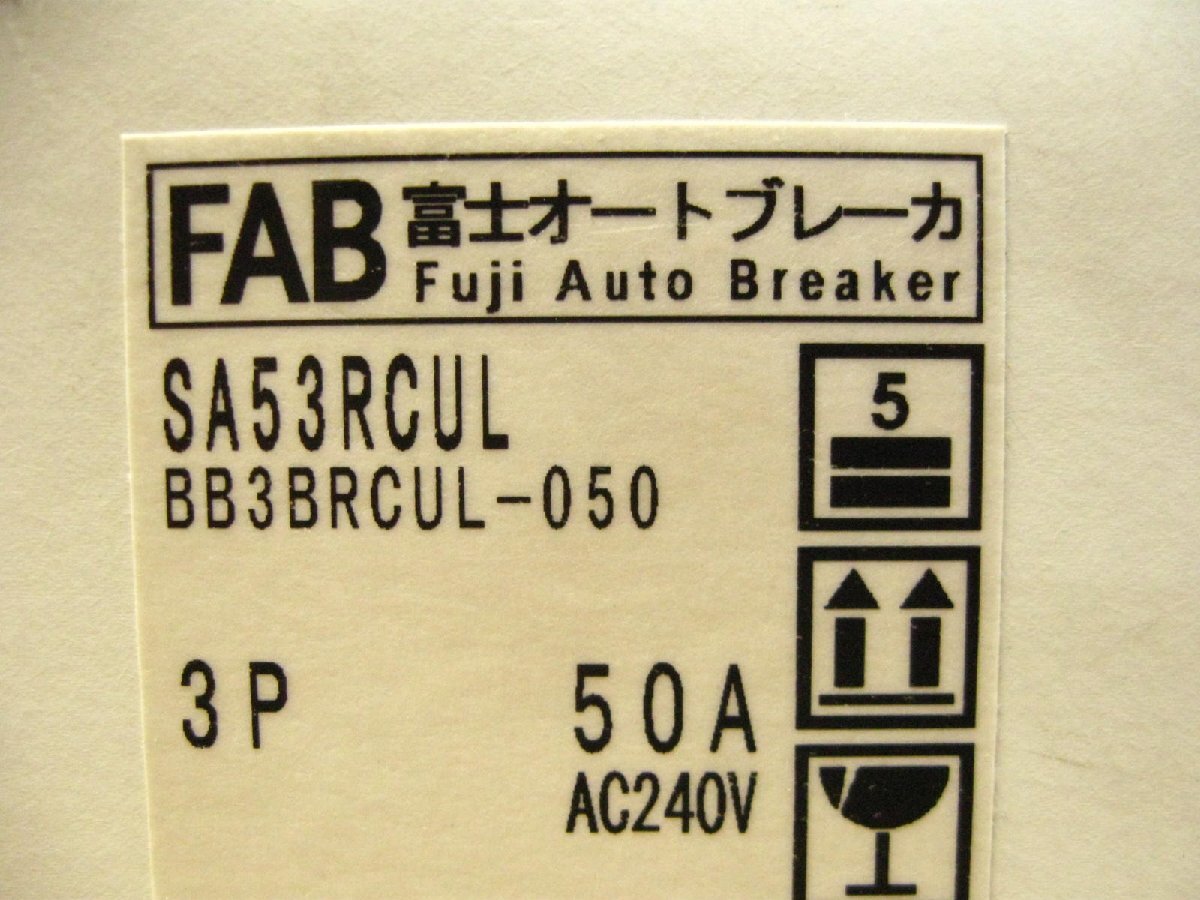 FAB 富士オートブレーカ
Fuji Auto Breaker
SA53RCUL
5
BB3BRCUL-050
3P 50A
AC240V